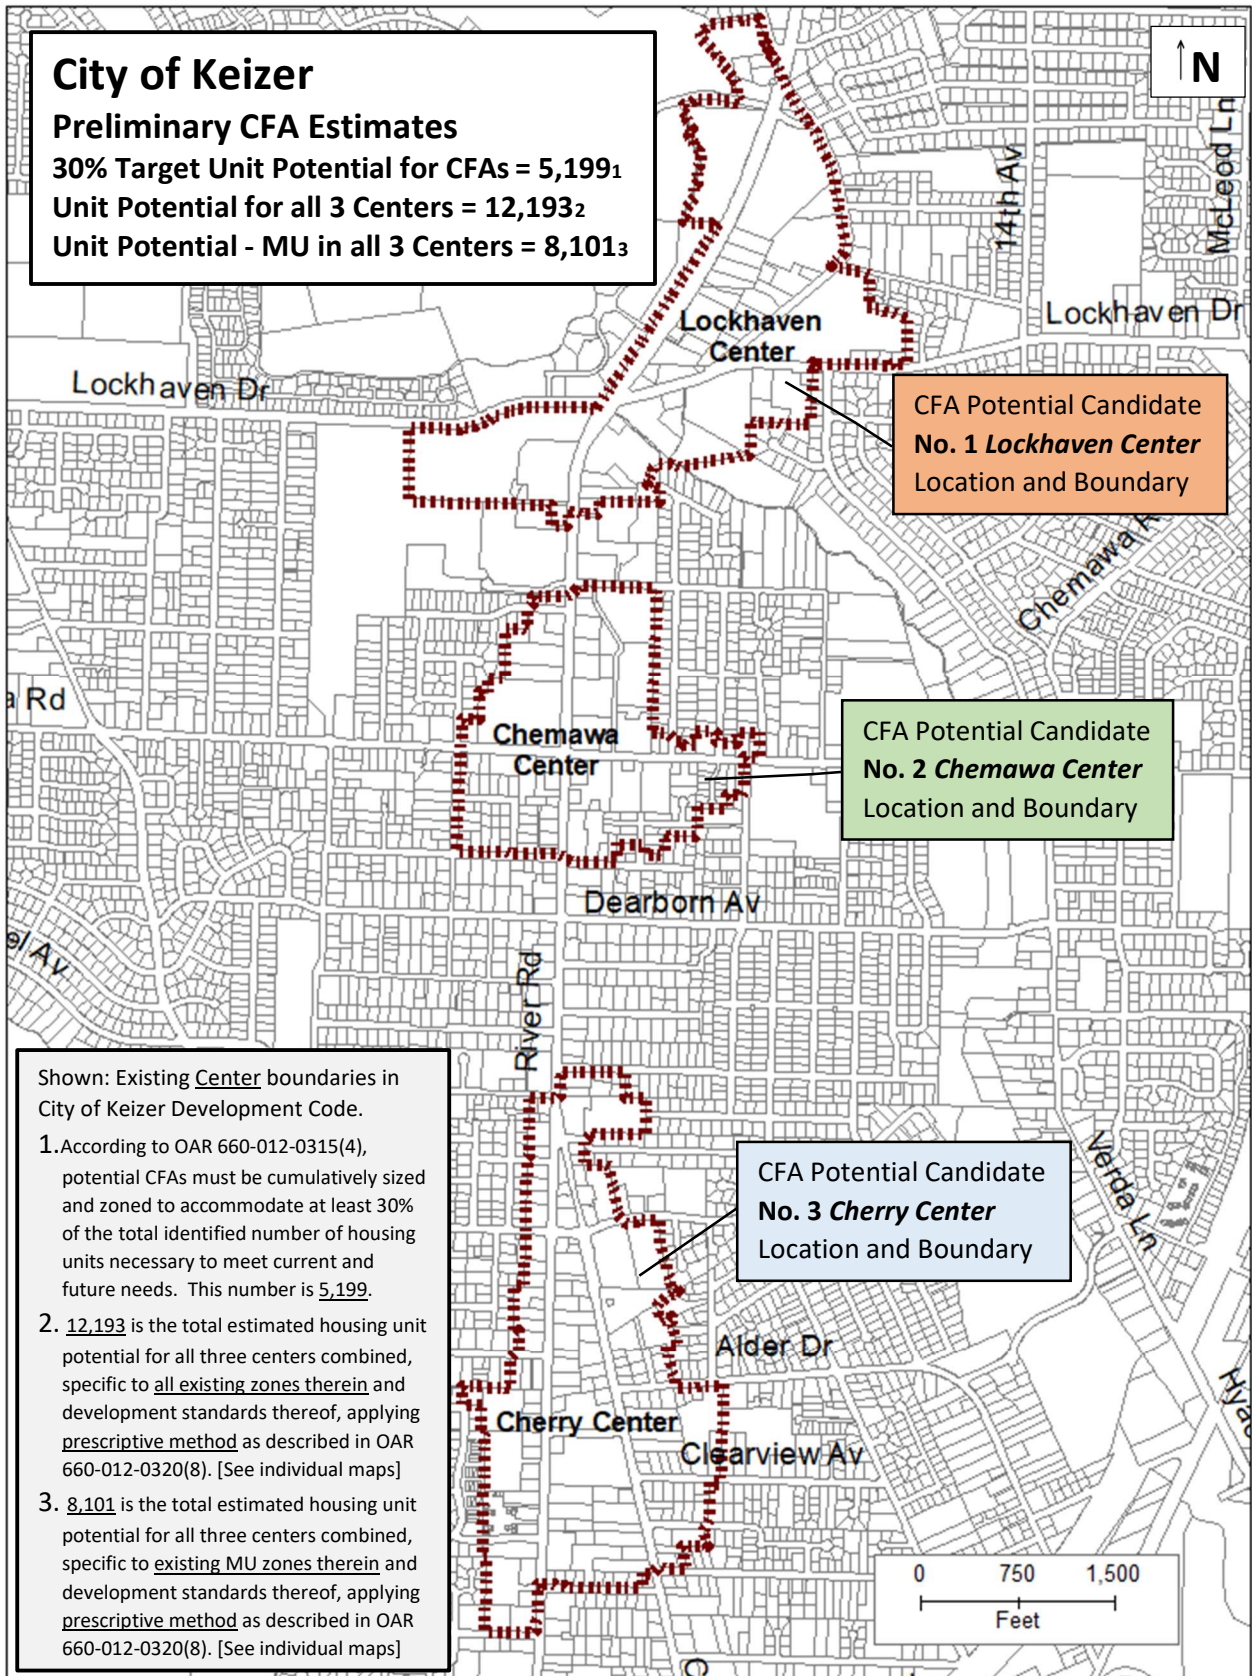 City of Keizer
Preliminary CFA Estimates
30% Target Unit Potential for CFAs = 5,1991
Unit Potential for all 3 Centers = 12,1932
Unit Potential - MU in all 3 Centers = 8,1013
N
McLeod Ln
14th Av
Lockhaven Dr
Lockhaven
Center
Lockhaven Dr
CFA Potential Candidate
No. 1 Lockhaven Center
Location and Boundary
Chemawa R
a Rd
Chemawa
Center
CFA Potential Candidate
No. 2 Chemawa Center
Location and Boundary
Dearborn Av
el Av
River Rd
Shown: Existing Center boundaries in
City of Keizer Development Code.
1. According to OAR 660-012-0315(4),
potential CFAs must be cumulatively sized
and zoned to accommodate at least 30%
of the total identified number of housing
units necessary to meet current and
future needs. This number is 5,199.
2. 12,193 is the total estimated housing unit
potential for all three centers combined,
specific to all existing zones therein and
development standards thereof, applying
prescriptive method as described in OAR
660-012-0320(8). [See individual maps]
3. 8,101 is the total estimated housing unit
potential for all three centers combined,
specific to existing MU zones therein and
development standards thereof, applying
prescriptive method as described in OAR
660-012-0320(8). [See individual maps]
CFA Potential Candidate
No. 3 Cherry Center
Location and Boundary
Verda Ln
Alder Dr
Cherry Center
Clearview Av
0 750 1,500
Feet